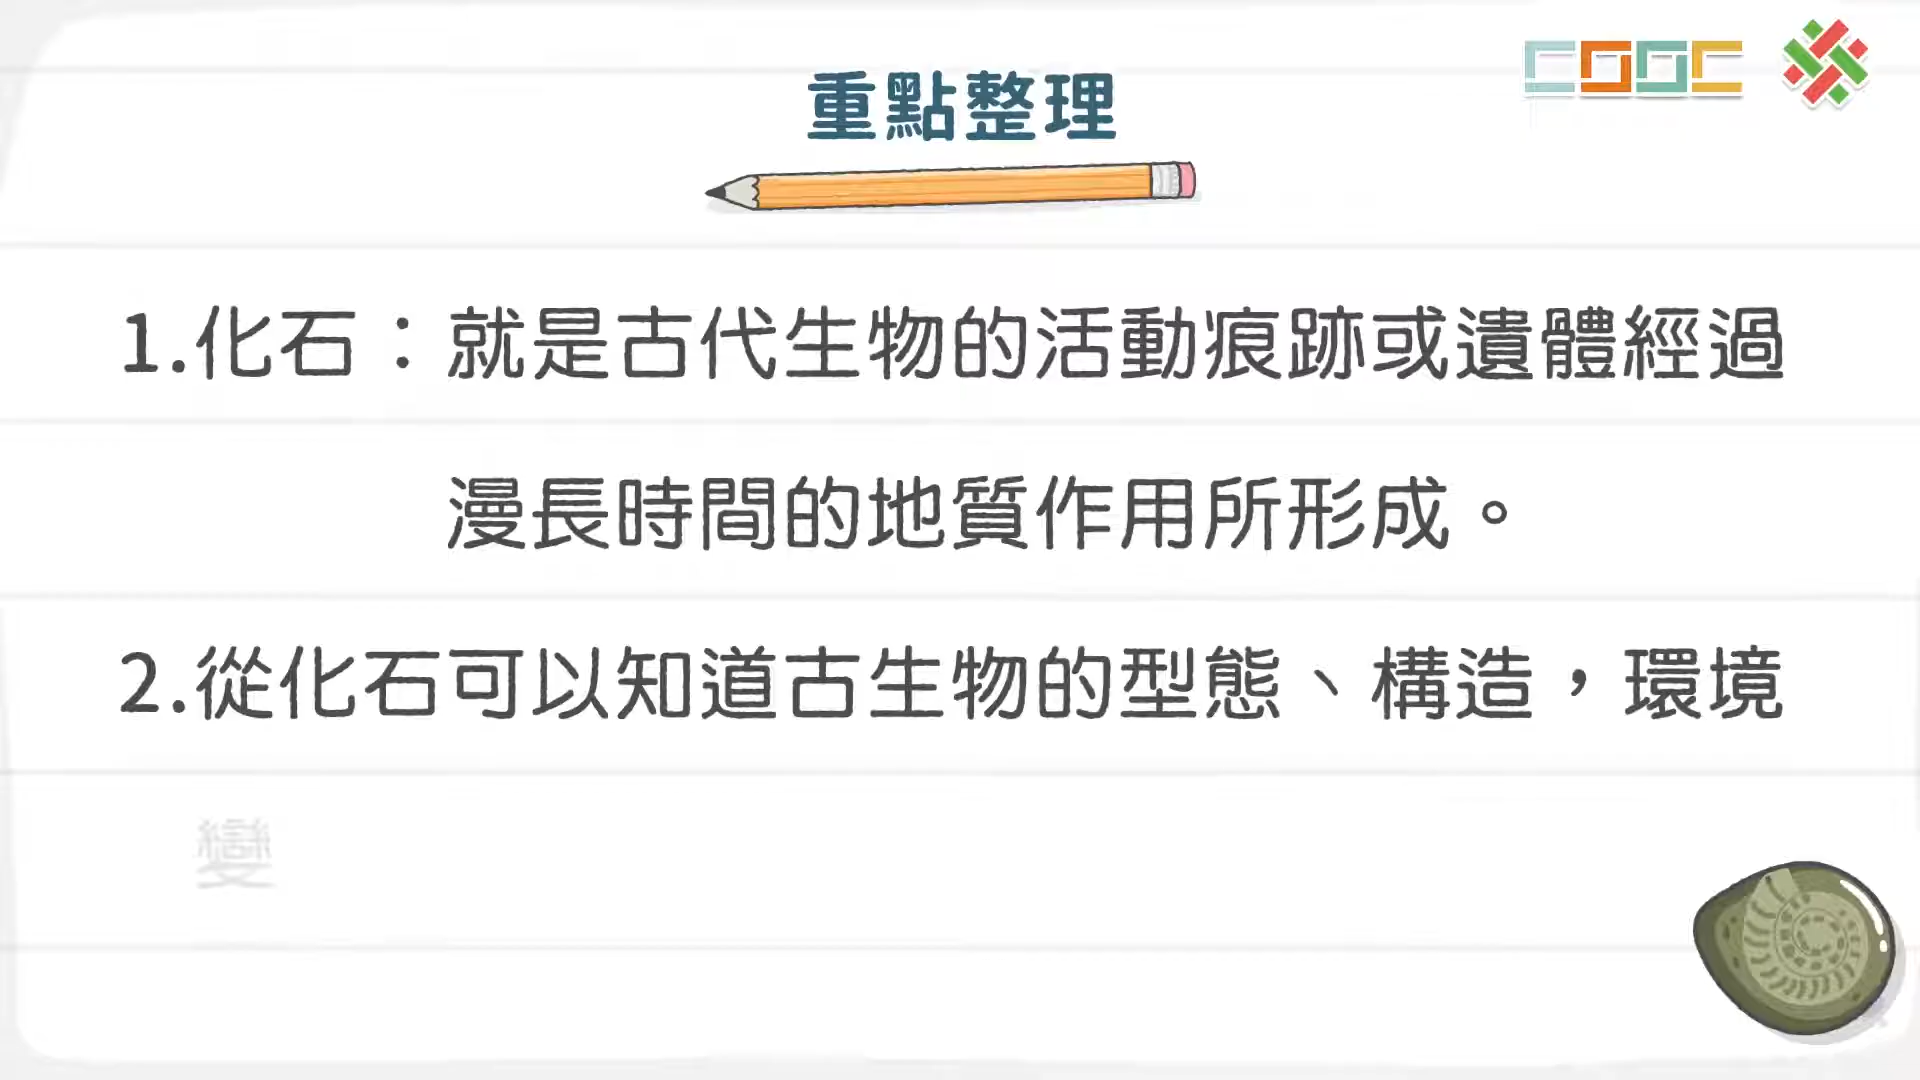 重點整理
COOC
1.化石：就是古代生物的活動痕跡或遺體經過
漫長時間的地質作用所形成。
2.從化石可以知道古生物的型態、構造，環境
變